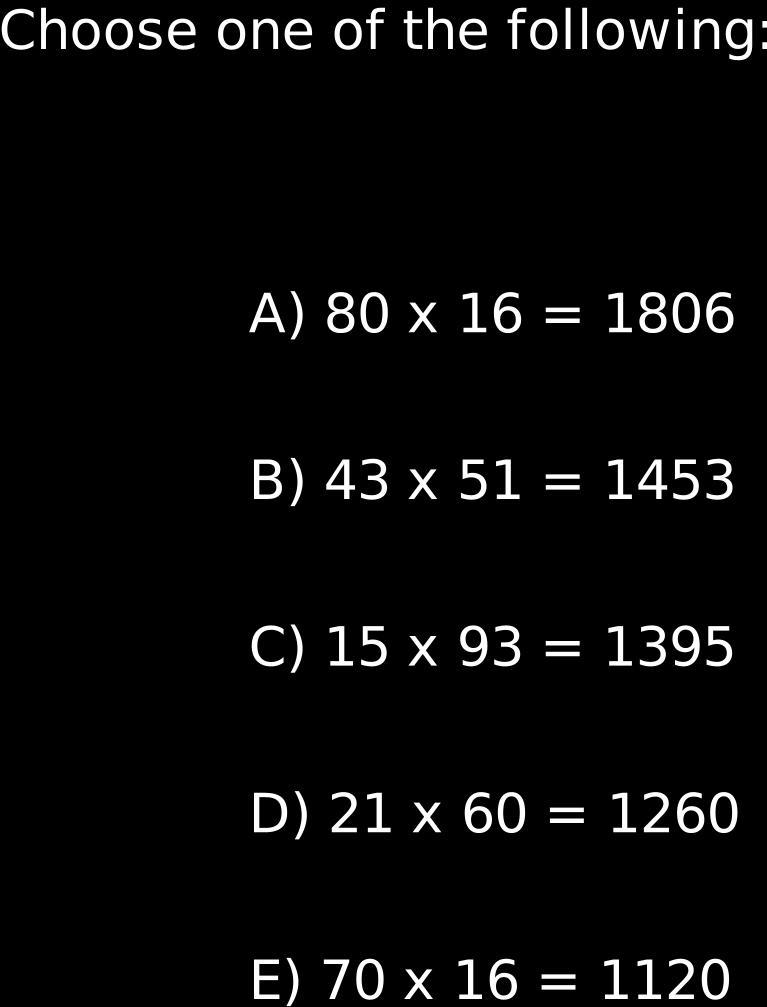 Choose one of the following:
A) 80 x 16 = 1806
B) 43 x 51 = 1453
C) 15 x 93 = 1395
D) 21 x 60 = 1260
E) 70 x 16 = 1120